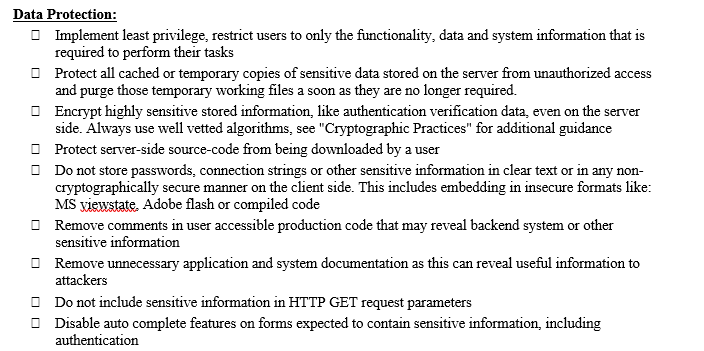 Data Protection:
☐ Implement least privilege, restrict users to only the functionality, data and system information that is
required to perform their tasks
☐ Protect all cached or temporary copies of sensitive data stored on the server from unauthorized access
and purge those temporary working files a soon as they are no longer required.
☐ Encrypt highly sensitive stored information, like authentication verification data, even on the server
side. Always use well vetted algorithms, see "Cryptographic Practices" for additional guidance
☐ Protect server-side source-code from being downloaded by a user
☐ Do not store passwords, connection strings or other sensitive information in clear text or in any non-
cryptographically secure manner on the client side. This includes embedding in insecure formats like:
MS viewstate, Adobe flash or compiled code
☐ Remove comments in user accessible production code that may reveal backend system or other
sensitive information
☐ Remove unnecessary application and system documentation as this can reveal useful information to
attackers
☐ Do not include sensitive information in HTTP GET request parameters
☐ Disable auto complete features on forms expected to contain sensitive information, including
authentication